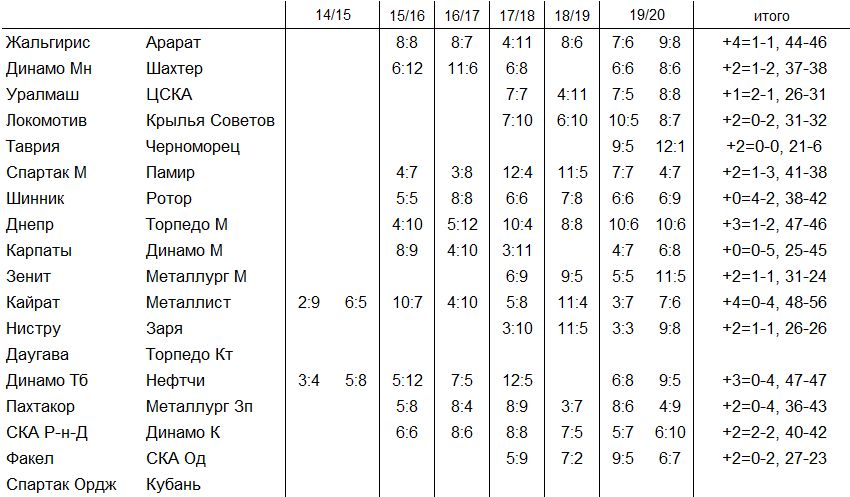 14/15 15/16 16/17 17/18 18/19 19/20 итого
Жальгирис Арарат 8:8 8:7 4:11 8:6 7:6 9:8 +4=1-1, 44-46
Динамо Мн Шахтер 6:12 11:6 6:8 6:6 8:6 +2=1-2, 37-38
Уралмаш ЦСКА 7:7 4:11 7:5 8:8 +1=2-1, 26-31
Локомотив Крылья Советов 7:10 6:10 10:5 8:7 +2=0-2, 31-32
Таврия Черноморец 9:5 12:1 +2=0-0, 21-6
Спартак М Памир 4:7 3:8 12:4 11:5 7:7 4:7 +2=1-3, 41-38
Шинник Ротор 5:5 8:8 6:6 7:8 6:6 6:9 +0=4-2, 38-42
Днепр Торпедо М 4:10 5:12 10:4 8:8 10:6 10:6 +3=1-2, 47-46
Карпаты Динамо М 8:9 4:10 3:11 4:7 6:8 +0=0-5, 25-45
Зенит Металлург М 6:9 9:5 5:5 11:5 +2=1-1, 31-24
Кайрат Металлист 2:9 6:5 10:7 4:10 5:8 11:4 3:7 7:6 +4=0-4, 48-56
Нистру Заря 3:10 11:5 3:3 9:8 +2=1-1, 26-26
Даугава Торпедо Кт
Динамо Тб Нефтчи 3:4 5:8 5:12 7:5 12:5 6:8 9:5 +3=0-4, 47-47
Пахтакор Металлург Зп 5:8 8:4 8:9 3:7 8:6 4:9 +2=0-4, 36-43
СКА Р-н-Д Динамо К 6:6 8:6 8:8 7:5 5:7 6:10 +2=2-2, 40-42
Факел СКА Од 5:9 7:2 9:5 6:7 +2=0-2, 27-23
Спартак Ордж Кубань